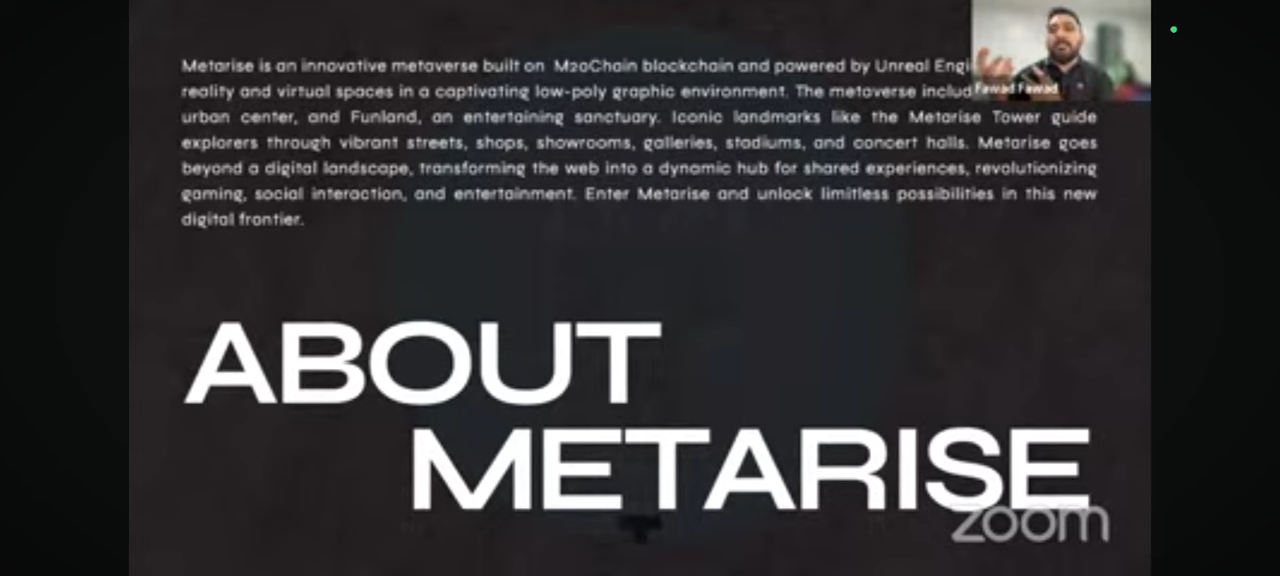 Metarise is an innovative metaverse built on M20Chain blockchain and powered by Unreal
reality and virtual spaces in a captivating low-poly graphic environment. The metaverse
urban center, and Funland, an entertaining sanctuary. Iconic landmarks like the Metarise Tower guide
explorers through vibrant streets, shops, showrooms, galleries, stadiums, and concert halls. Metarise goes
beyond a digital landscape, transforming the web into a dynamic hub for shared experiences, revolutionizing
gaming, social interaction, and entertainment. Enter Metarise and unlock limitless possibilities in this new
digital frontier.
Fawad Fawad
ABOUT
METARISE
zoom